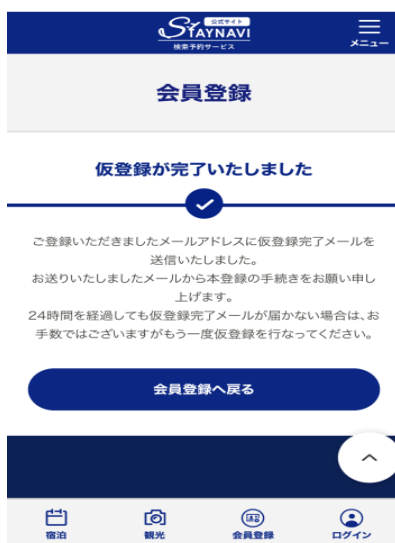 公式サイト
STAYNAVI
検索予約サービス
メニュー
会員登録
仮登録が完了いたしました
ご登録いただきましたメールアドレスに仮登録完了メールを
送信いたしました。
お送りいたしましたメールから本登録の手続きをお願い申し
上げます。
24時間を経過しても仮登録完了メールが届かない場合は、お
手数ではございますがもう一度仮登録を行なってください。
会員登録へ戻る
宿泊
観光
会員登録
ログイン